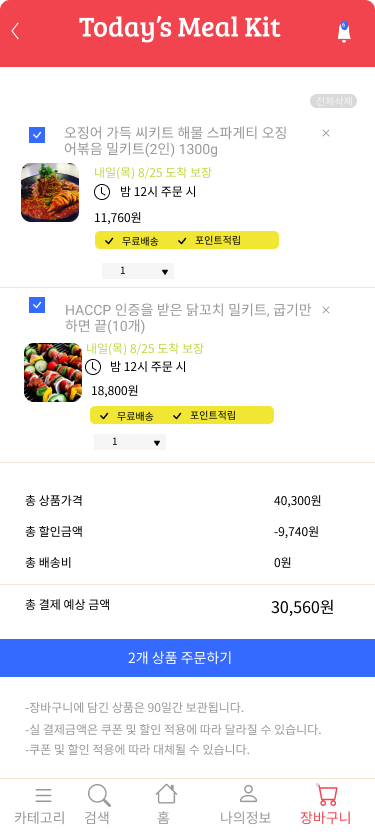 Today's Meal Kit
전체삭제
오징어 가득 씨키트 해물 스파게티 오징
어볶음 밀키트(2인) 1300g
내일(목) 8/25 도착 보장
밤 12시 주문 시
11,760원
무료배송 포인트적립
1
HACCP 인증을 받은 닭꼬치 밀키트, 굽기만
하면 끝(10개)
내일(목) 8/25 도착 보장
밤 12시 주문 시
18,800원
무료배송 포인트적립
1
총 상품가격 40,300원
총 할인금액 -9,740원
총 배송비 0원
총 결제 예상 금액 30,560원
2개 상품 주문하기
-장바구니에 담긴 상품은 90일간 보관됩니다.
-실 결제금액은 쿠폰 및 할인 적용에 따라 달라질 수 있습니다.
-쿠폰 및 할인 적용에 따라 대체될 수 있습니다.
카테고리 검색 홈 나의정보 장바구니